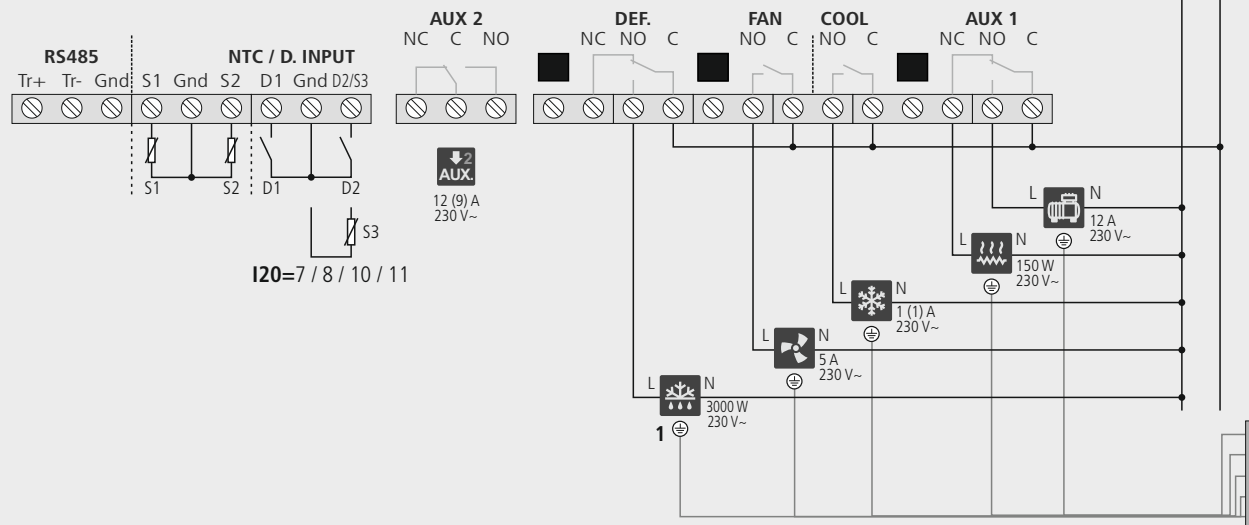 AUX 2 DEF. FAN COOL AUX 1
NC C NO NC NO C NO C NO C NC NO C
RS485 NTC / D. INPUT
Tr+ Tr- Gnd S1 Gnd S2 D1 Gnd D2/S3
2
AUX.
S1 S2 D1 D2
12 (9) A
230 V~
L N
12 A
230 V~
S3
L N
150 W
230 V~
I20=7 / 8 / 10 / 11
L N
1 (1) A
230 V~
L N
5 A
230 V~
L N
3000 W
230 V~
1